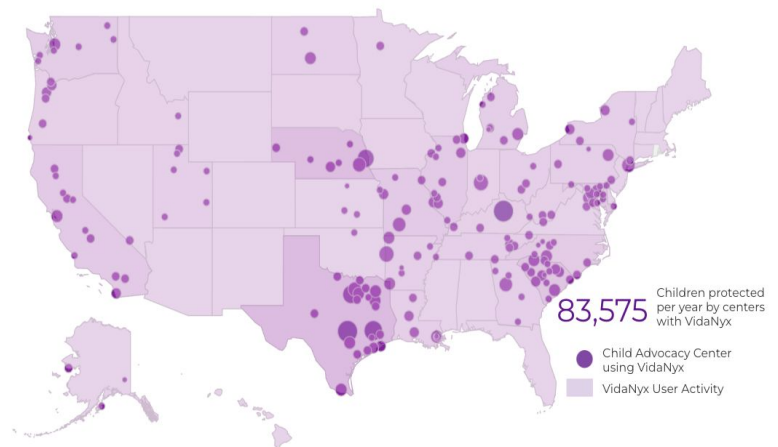 83,575
Children protected
per year by centers
with VidaNyx
Child Advocacy Center
using VidaNyx
VidaNyx User Activity